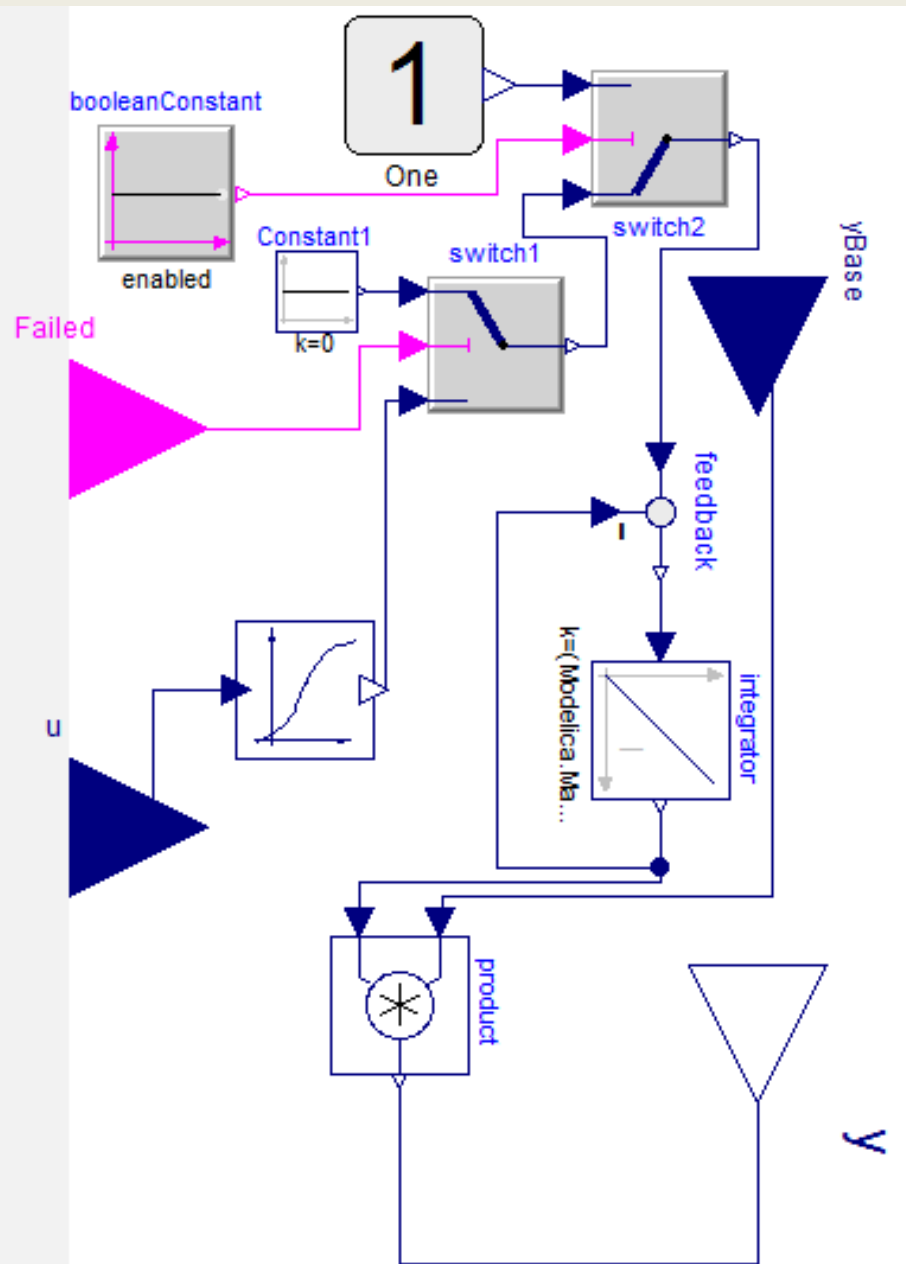 1
booleanConstant
One
enabled
Constant1
k=0
switch1
switch2
yBase
Failed
feedback
u
k=(Modelica.Ma...
integrator
I
-
product
y